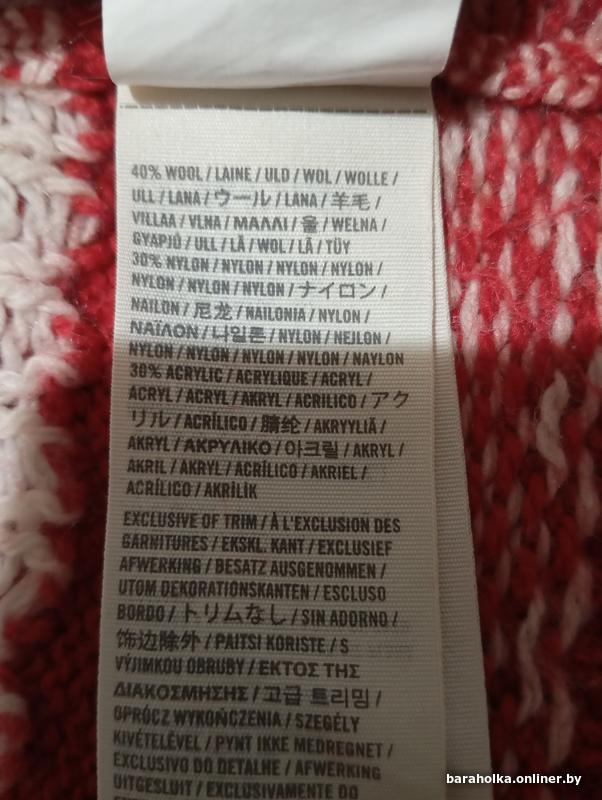 40% WOOL / LAINE / ULD / WOL / WOLLE /
ULL / LANA / ウール / LANA / 羊毛 /
VILLAA / VLNA / ΜΑΛΛΙ / 울 / WEŁNA /
GYAPJÚ / ULL / LÃ / WOL / LÃ / TÜY
30% NYLON / NYLON / NYLON / NYLON /
NYLON / NYLON / NYLON / ナイロン /
NAILON / 尼龙 / NAILONIA / NYLON /
ΝΑΪΛΟΝ / 나일론 / NYLON / NEJLON /
NYLON / NYLON / NYLON / NYLON / NAYLON
30% ACRYLIC / ACRYLIQUE / ACRYL /
ACRYL / ACRYL / AKRYL / ACRILICO / アク
リル / ACRÍLICO / 腈纶 / AKRYYLIÄ /
AKRYL / ΑΚΡΥΛΙΚΟ / 아크릴 / AKRYL /
AKRIL / AKRYL / ACRÍLICO / AKRIEL /
ACRÍLICO / AKRİLİK
EXCLUSIVE OF TRIM / À L'EXCLUSION DES
GARNITURES / EKSKL. KANT / EXCLUSIEF
AFWERKING / BESATZ AUSGENOMMEN /
UTOM DEKORATIONSKANTEN / ESCLUSO
BORDO / トリムなし / SIN ADORNO /
饰边除外 / PAITSI KORISTE / S
VÝJIMKOU OBRUBY / ΕΚΤΟΣ ΤΗΣ
ΔΙΑΚΟΣΜΗΣΗΣ / 고급 트리밍 /
OPRÓCZ WYKOŃCZENIA / SZEGÉLY
KIVÉTELÉVEL / PYNT IKKE MEDREGNET /
EXCLUSIVO DO DETALHE / AFWERKING
UITGESLUIT / EXCLUSIVAMENTE DO
baraholka.onliner.by